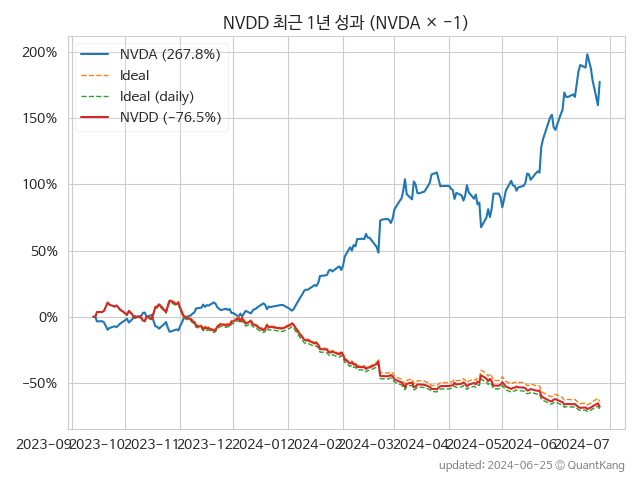 NVDD 최근 1년 성과 (NVDA × −1)
NVDA (267.8%)
Ideal
Ideal (daily)
NVDD (−76.5%)
200%
150%
100%
50%
0%
−50%
2023-09 2023-10 2023-11 2023-12 2024-01 2024-02 2024-03 2024-04 2024-05 2024-06 2024-07
updated: 2024-06-25 © QuantKang